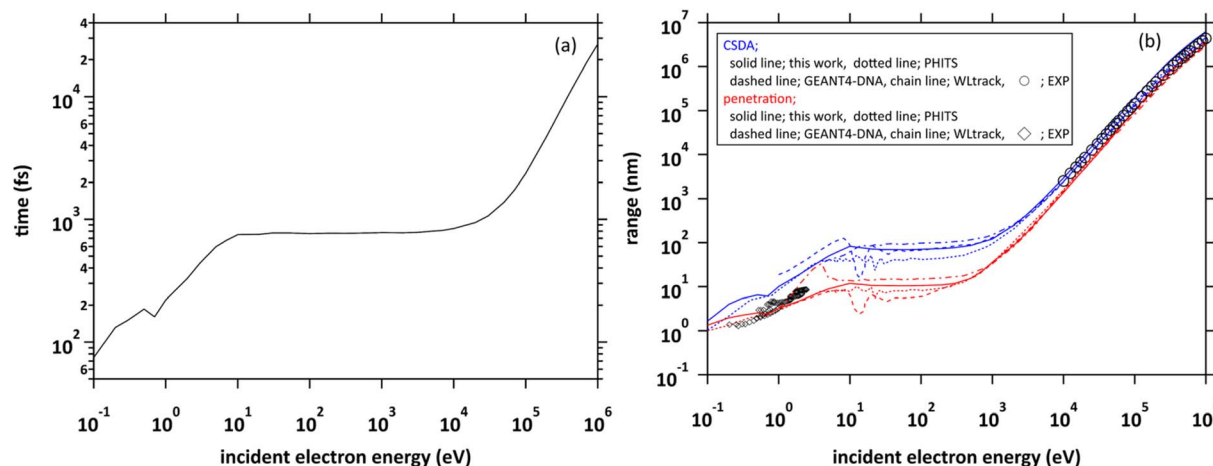 (a)
time (fs)
4
2
10^4
4
2
10^3
4
2
10^2
10^-1 10^0 10^1 10^2 10^3 10^4 10^5 10^6
incident electron energy (eV)
(b)
CSDA;
solid line; this work, dotted line; PHITS
dashed line; GEANT4-DNA, chain line; WLtrack, ○ ; EXP
penetration;
solid line; this work, dotted line; PHITS
dashed line; GEANT4-DNA, chain line; WLtrack, ◇ ; EXP
range (nm)
10^7
10^6
10^5
10^4
10^3
10^2
10^1
10^0
10^-1
10^-1 10^0 10^1 10^2 10^3 10^4 10^5 10
incident electron energy (eV)